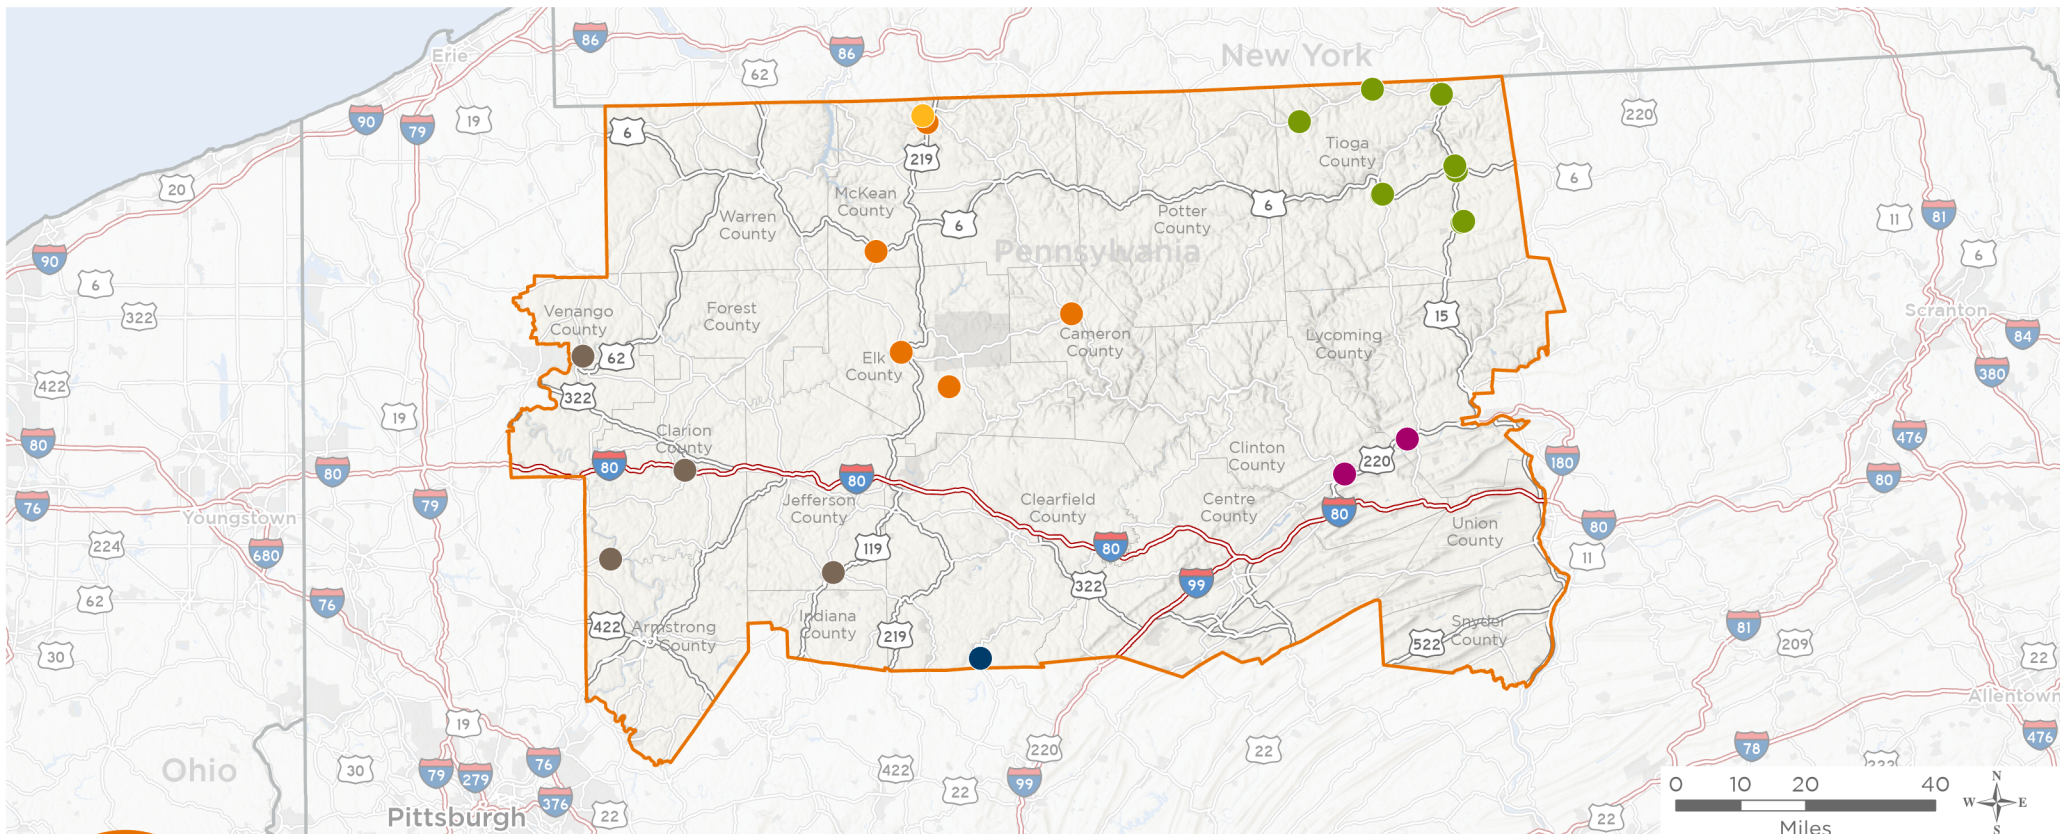 86
86
New York
Erie
62
90
79
19
220
6
219
Tioga
County
20
McKean
County
6
6
Potter
County
Warren
County
6
11
81
90
Pennsylvania
6
6
Venango
County
Forest
County
322
15
Scranton
Cameron
County
Lycoming
County
84
62
Elk
County
422
380
322
19
Clarion
County
476
80
Clinton
County
220
180
80
80
80
80
76
79
Jefferson
County
Clearfield
County
Centre
County
80
Youngstown
Union
County
80
224
680
119
80
11
322
99
62
76
422
Armstrong
County
Indiana
County
219
522
Snyder
County
81
209
30
22
Allentown
19
220
22
78
476
Ohio
30
79
279
76
422
99
22
376
Pittsburgh
22
22
0
10
20
40
Miles
N
W
E
S